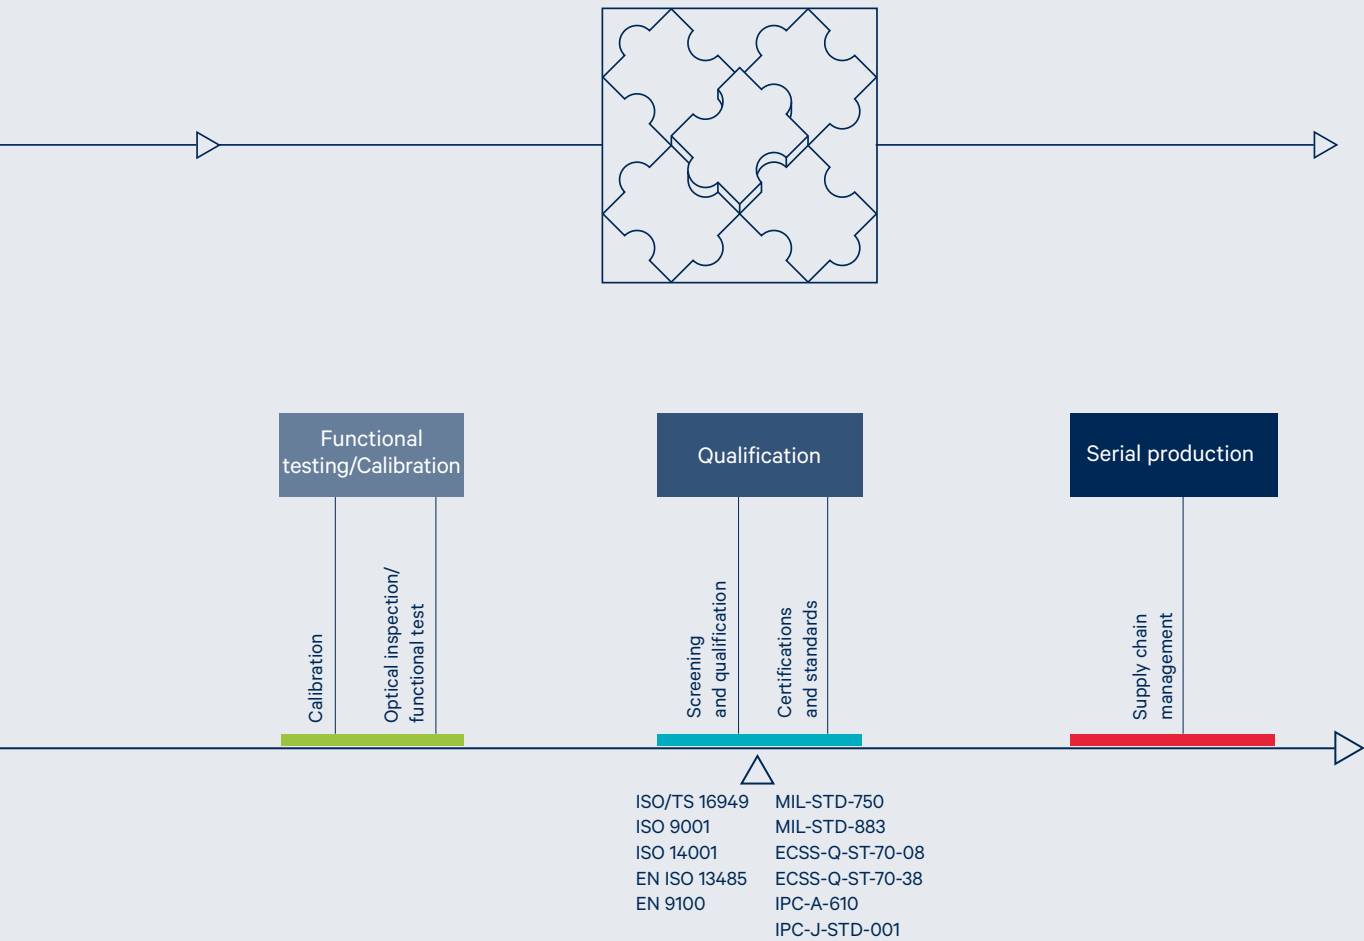 Functional
testing/Calibration
Qualification
Serial production
Calibration
Optical inspection/
functional test
Screening
and qualification
Certifications
and standards
Supply chain
management
ISO/TS 16949
ISO 9001
ISO 14001
EN ISO 13485
EN 9100
MIL-STD-750
MIL-STD-883
ECSS-Q-ST-70-08
ECSS-Q-ST-70-38
IPC-A-610
IPC-J-STD-001